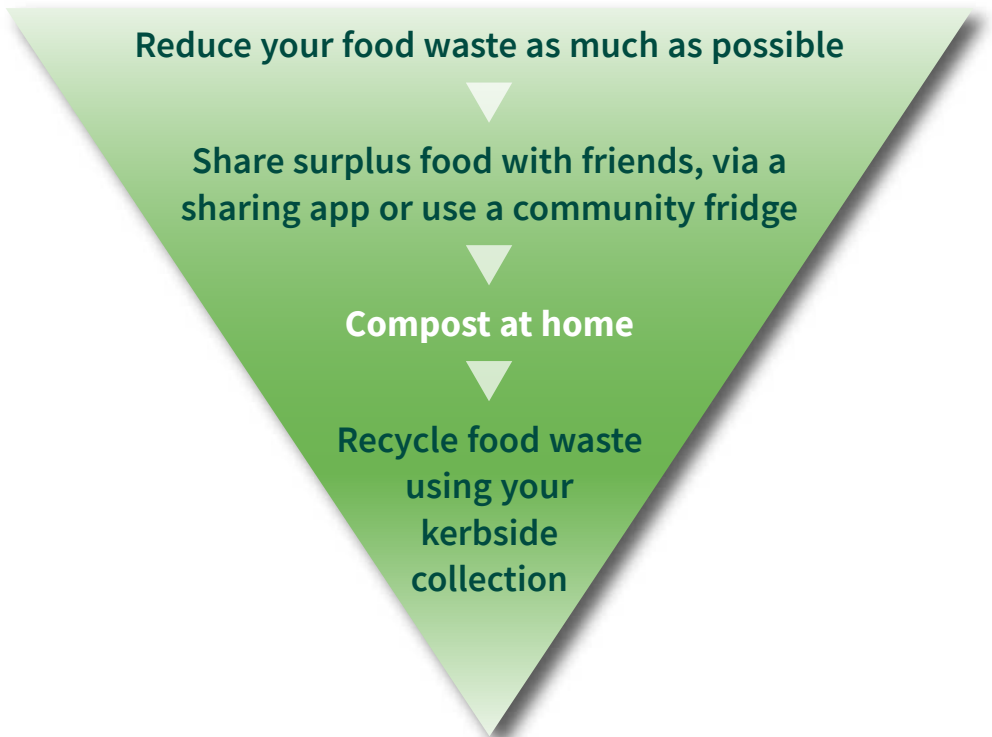 Reduce your food waste as much as possible
Share surplus food with friends, via a
sharing app or use a community fridge
Compost at home
Recycle food waste
using your
kerbside
collection